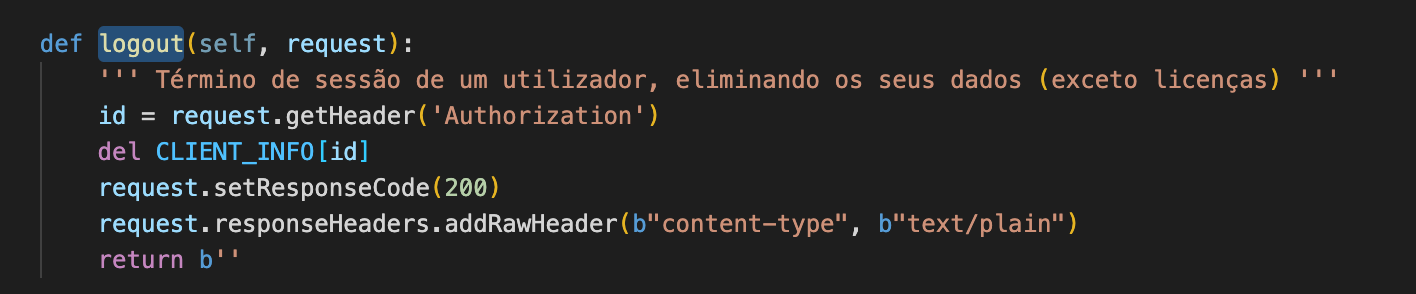 def logout(self, request):
''' Término de sessão de um utilizador, eliminando os seus dados (exceto licenças) '''
id = request.getHeader('Authorization')
del CLIENT_INFO[id]
request.setResponseCode(200)
request.responseHeaders.addRawHeader(b"content-type", b"text/plain")
return b''